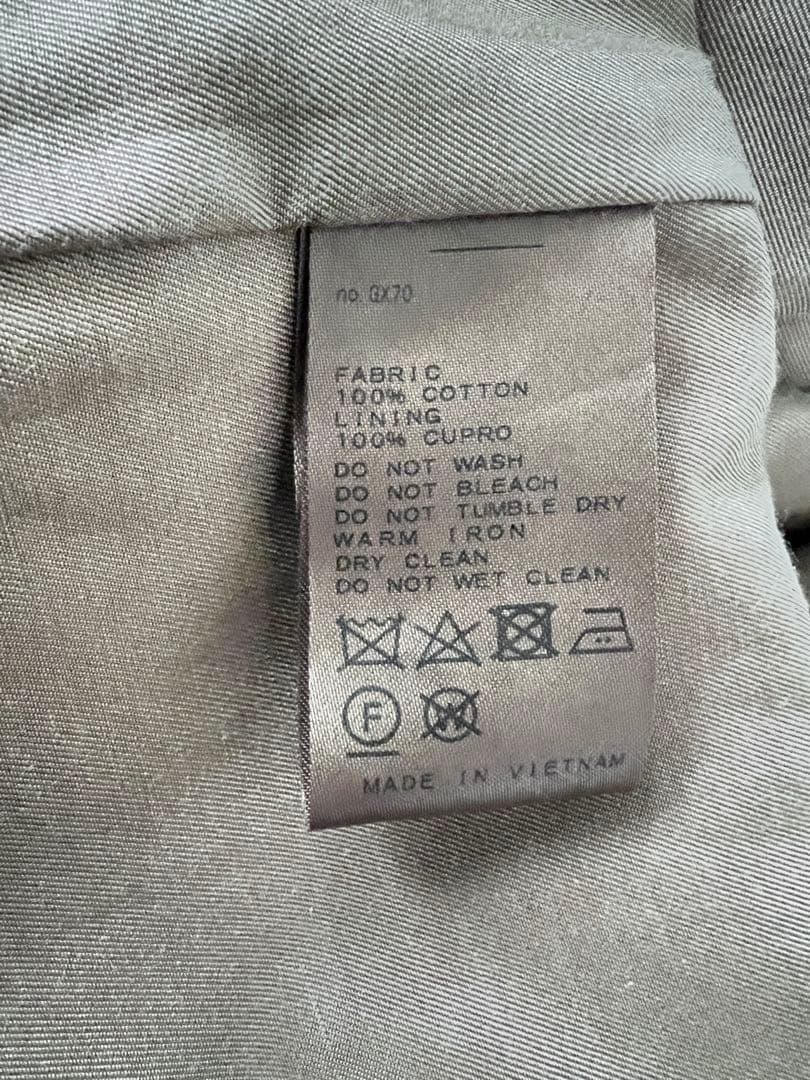 no. GX70
FABRIC
100% COTTON
LINING
100% CUPRO
DO NOT WASH
DO NOT BLEACH
DO NOT TUMBLE DRY
WARM IRON
DRY CLEAN
DO NOT WET CLEAN
F W
MADE IN VIETNAM